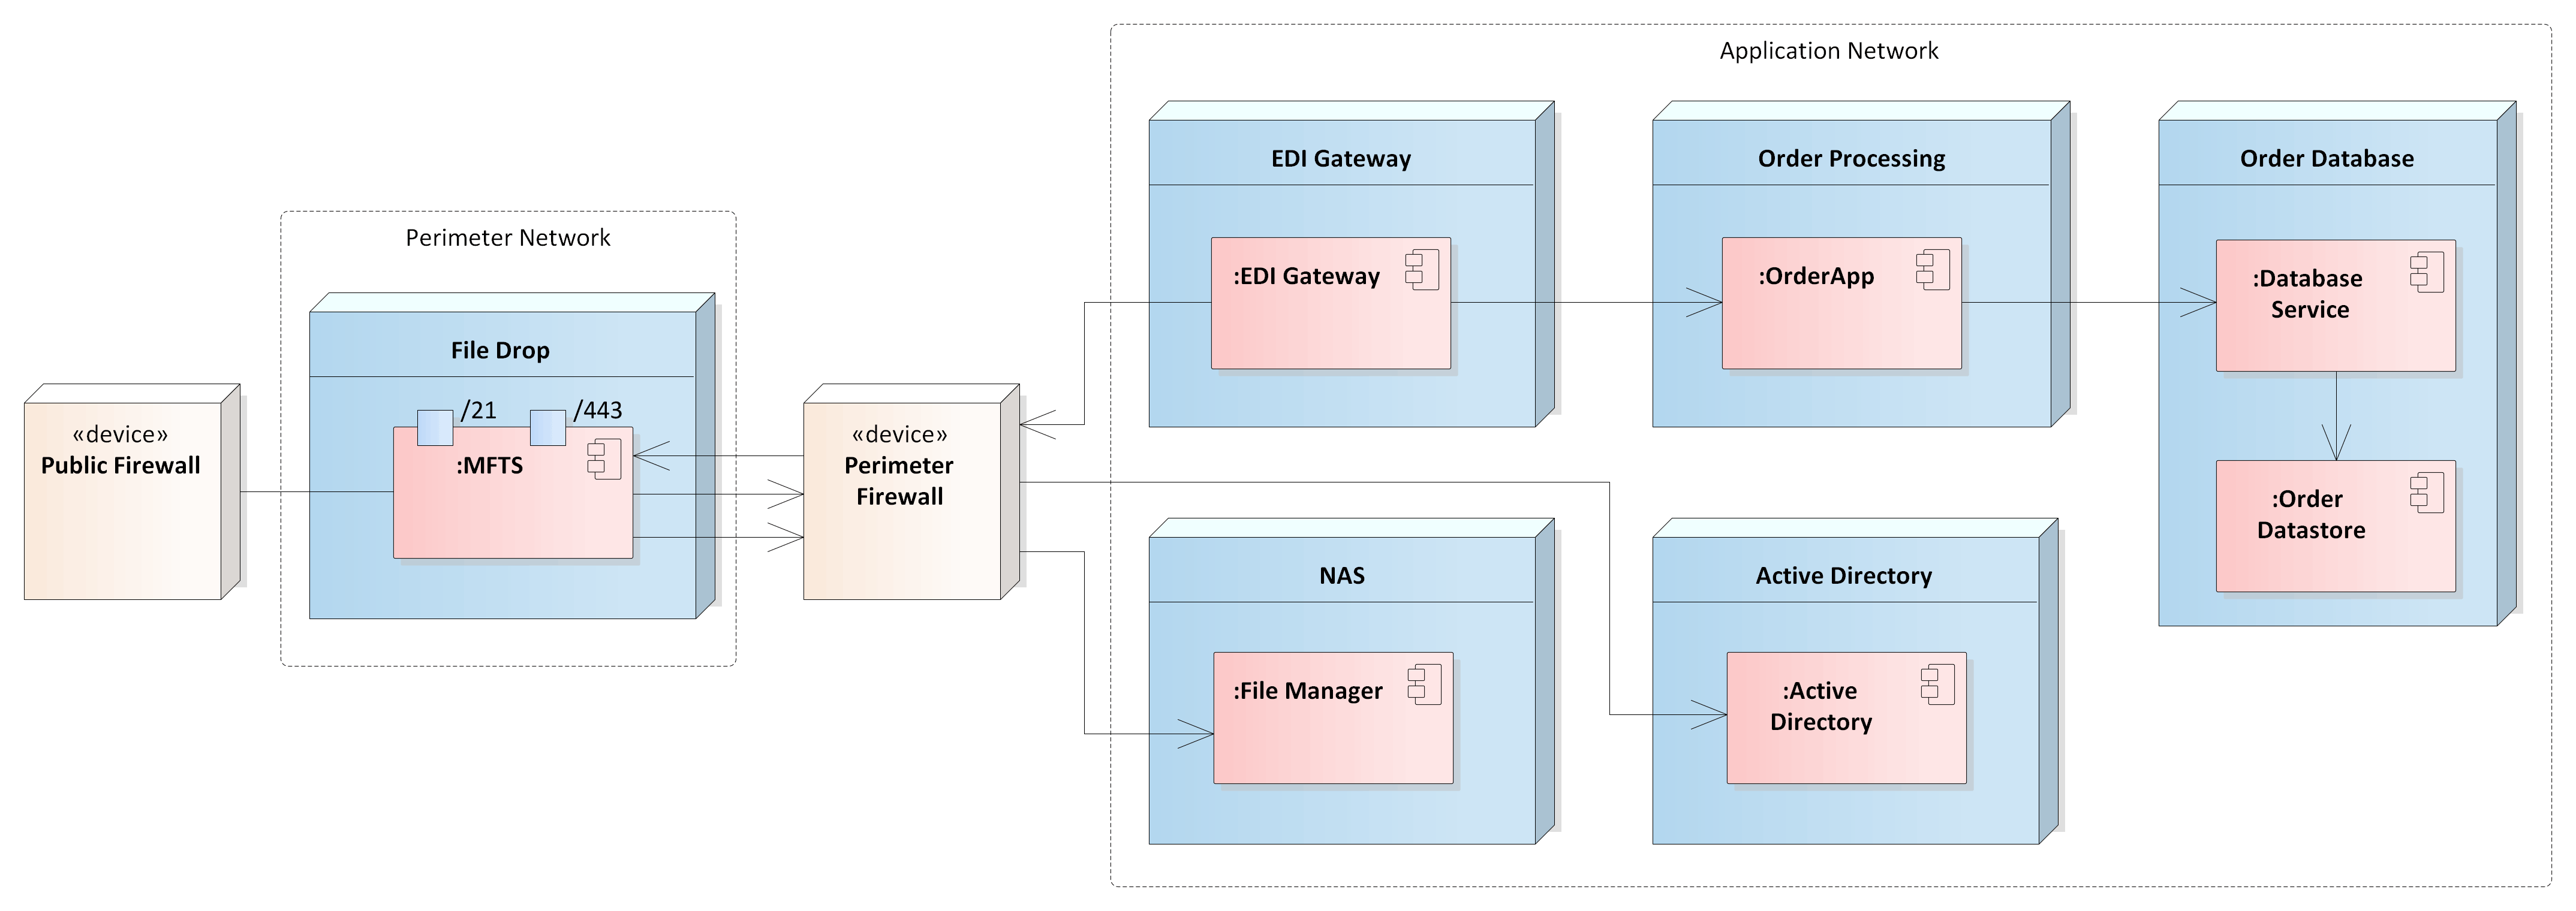 Application Network
EDI Gateway
:EDI Gateway
Order Processing
:OrderApp
Order Database
:Database
Service
:Order
Datastore
Perimeter Network
File Drop
/21
/443
:MFTS
«device»
Public Firewall
«device»
Perimeter
Firewall
NAS
:File Manager
Active Directory
:Active
Directory